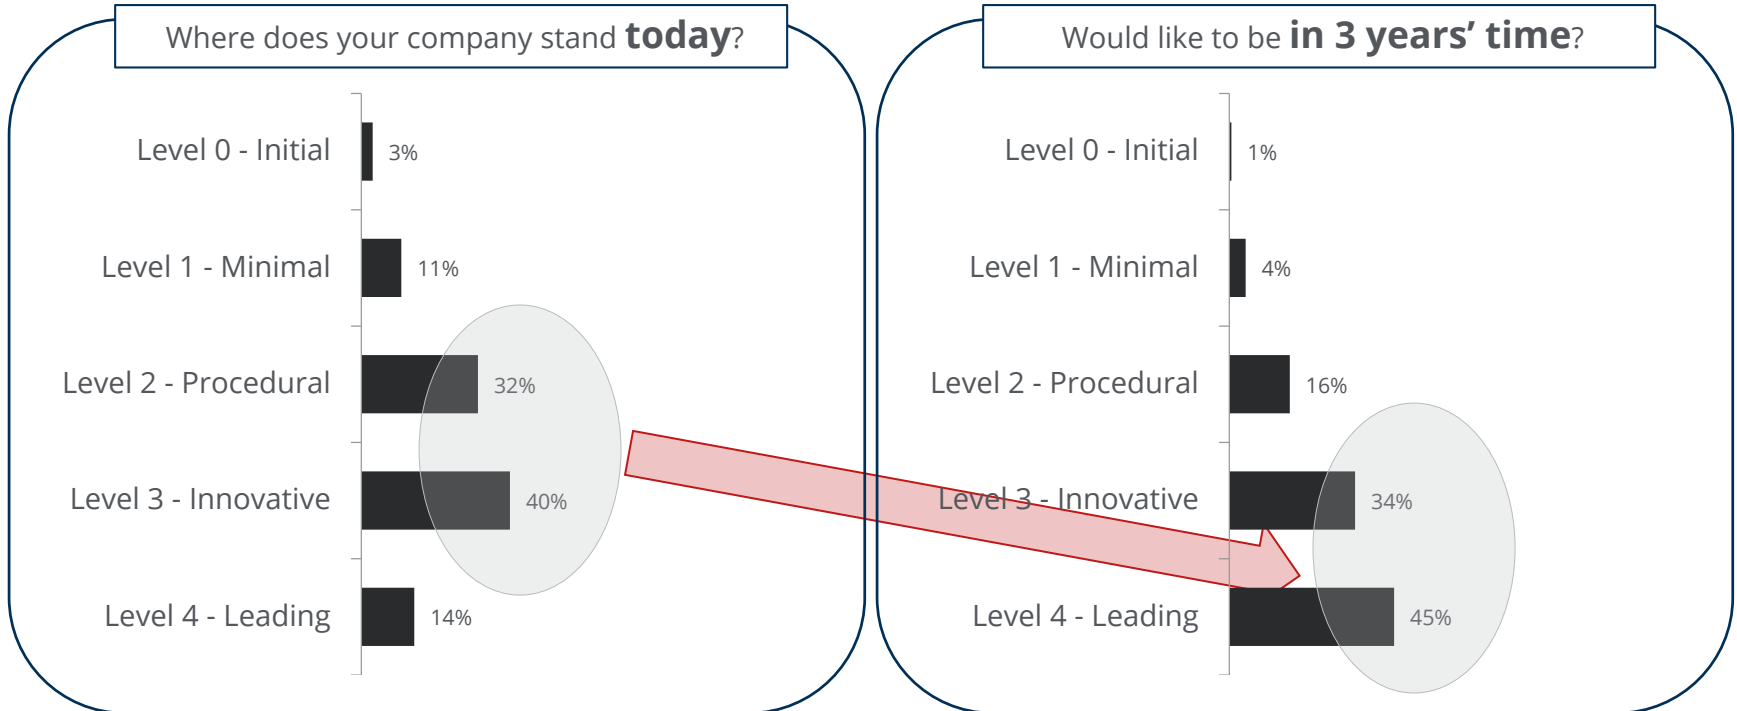 Where does your company stand today?
Level 0 - Initial
3%
Level 1 - Minimal
11%
Level 2 - Procedural
32%
Level 3 - Innovative
40%
Level 4 - Leading
14%
Would like to be in 3 years’ time?
Level 0 - Initial
1%
Level 1 - Minimal
4%
Level 2 - Procedural
16%
Level 3 - Innovative
34%
Level 4 - Leading
45%